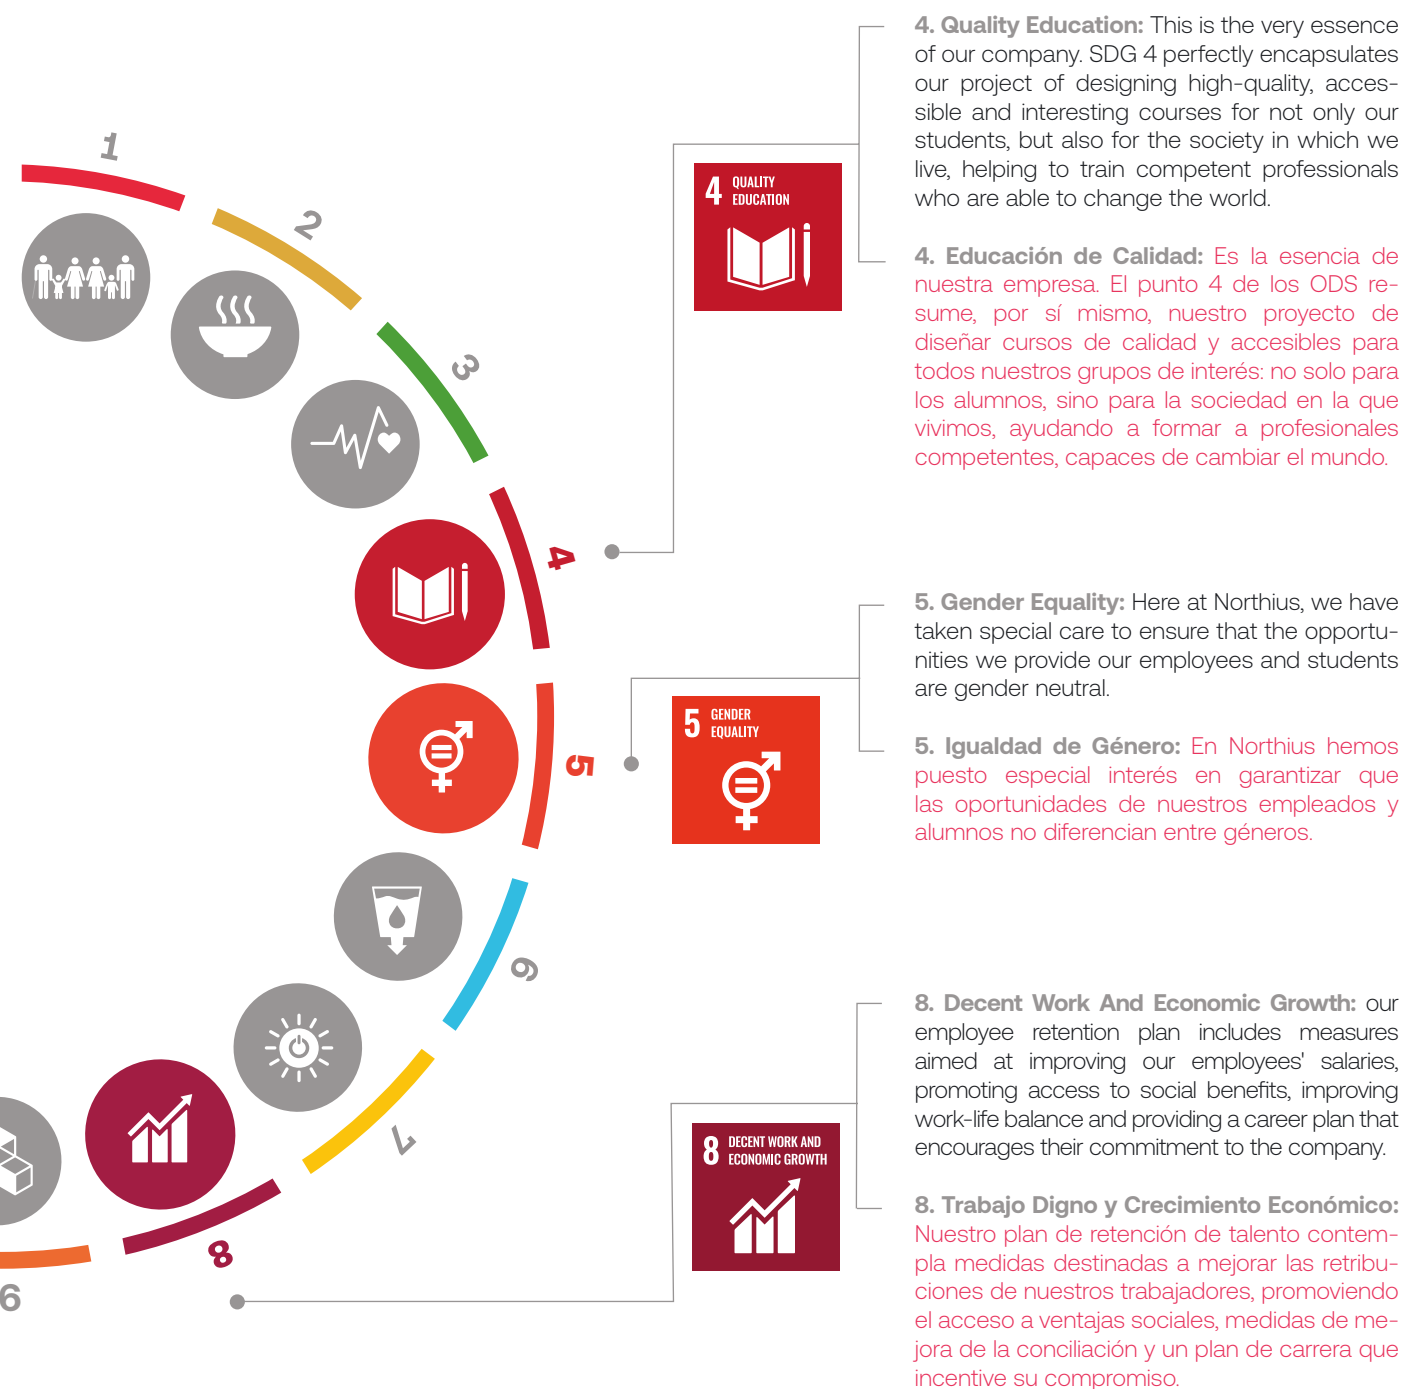 1
2
3
4
5
6
7
8
9
4 QUALITY
EDUCATION
4. Quality Education: This is the very essence
of our company. SDG 4 perfectly encapsulates
our project of designing high-quality, acces-
sible and interesting courses for not only our
students, but also for the society in which we
live, helping to train competent professionals
who are able to change the world.
4. Educación de Calidad: Es la esencia de
nuestra empresa. El punto 4 de los ODS re-
sume, por sí mismo, nuestro proyecto de
diseñar cursos de calidad y accesibles para
todos nuestros grupos de interés: no solo para
los alumnos, sino para la sociedad en la que
vivimos, ayudando a formar a profesionales
competentes, capaces de cambiar el mundo.
5 GENDER
EQUALITY
5. Gender Equality: Here at Northius, we have
taken special care to ensure that the opportu-
nities we provide our employees and students
are gender neutral.
5. Igualdad de Género: En Northius hemos
puesto especial interés en garantizar que
las oportunidades de nuestros empleados y
alumnos no diferencian entre géneros.
8 DECENT WORK AND
ECONOMIC GROWTH
8. Decent Work And Economic Growth: our
employee retention plan includes measures
aimed at improving our employees' salaries,
promoting access to social benefits, improving
work-life balance and providing a career plan that
encourages their commitment to the company.
8. Trabajo Digno y Crecimiento Económico:
Nuestro plan de retención de talento contem-
pla medidas destinadas a mejorar las retribu-
ciones de nuestros trabajadores, promoviendo
el acceso a ventajas sociales, medidas de me-
jora de la conciliación y un plan de carrera que
incentive su compromiso.